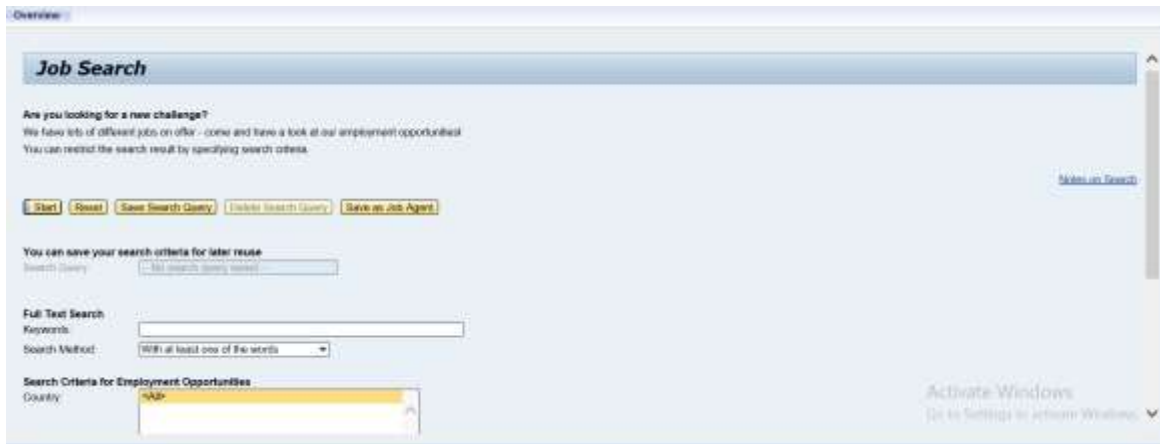 Overview
Job Search
Are you looking for a new challenge?
We have lots of different jobs on offer - come and have a look at our employment opportunities!
You can restrict the search result by specifying search criteria.
Notes on Search
Start Reset Save Search Query Delete Search Query Save as Job Agent
You can save your search criteria for later reuse
Search Query: -- No search query saved --
Full Text Search
Keywords:
Search Method: With at least one of the words
Search Criteria for Employment Opportunities
Country: <All>
Activate Windows
Go to Settings to activate Windows.